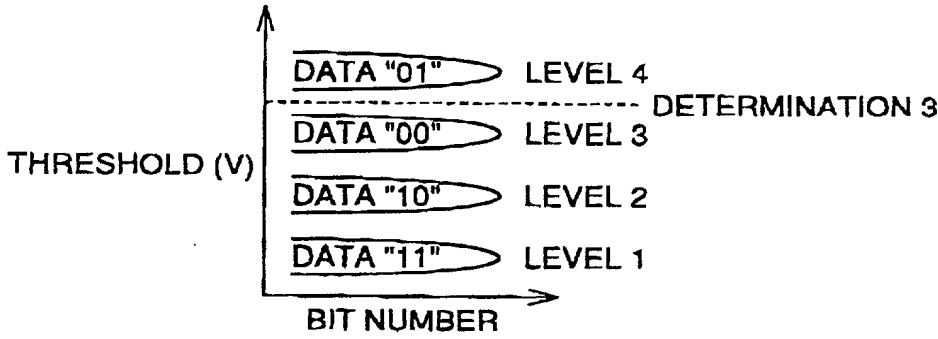 DATA "01" LEVEL 4
DETERMINATION 3
DATA "00" LEVEL 3
THRESHOLD (V)
DATA "10" LEVEL 2
DATA "11" LEVEL 1
BIT NUMBER